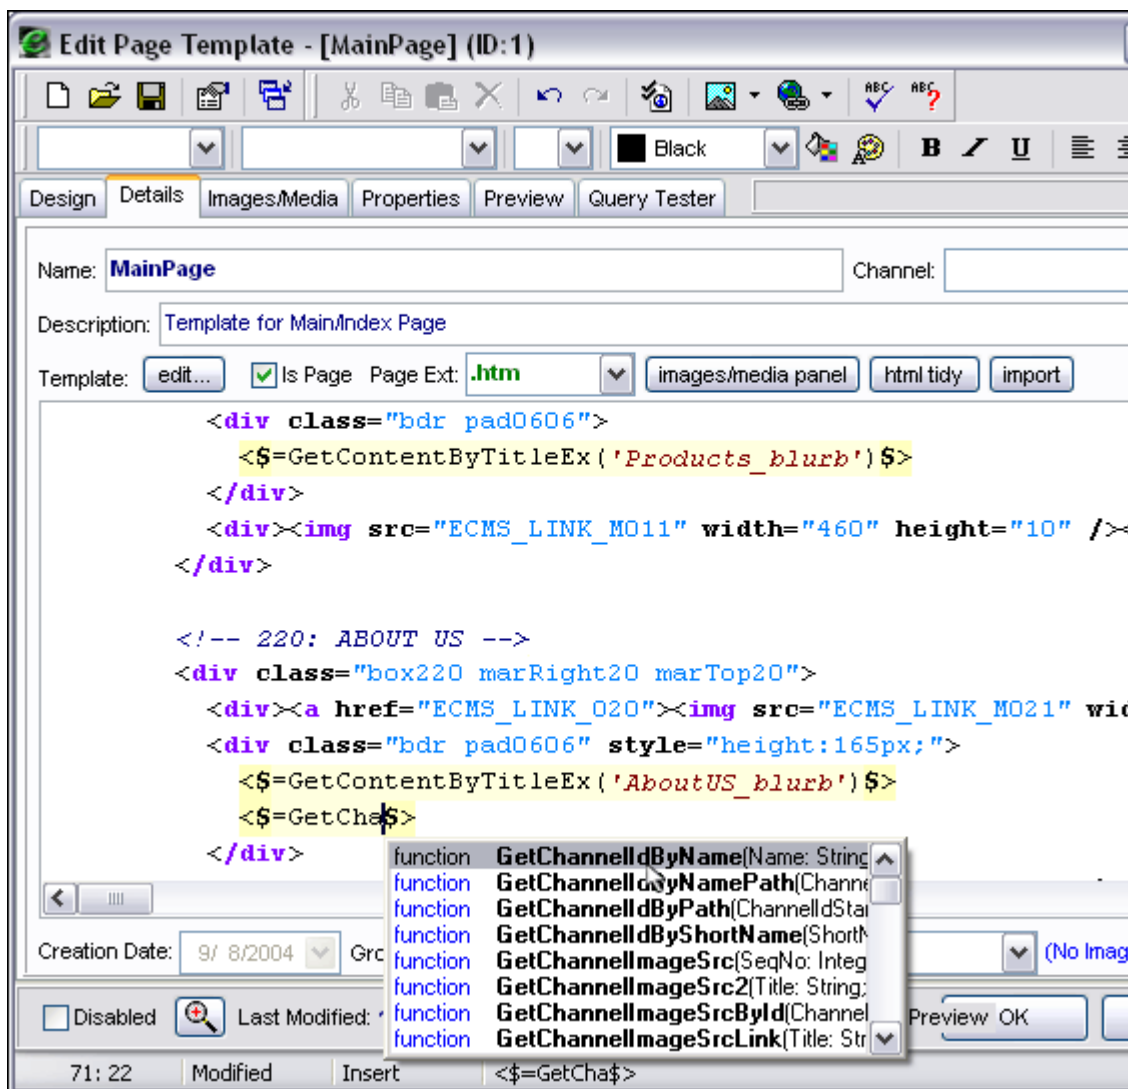 Edit Page Template - [MainPage] (ID:1)
ABC ABC
Black B I U
Design Details Images/Media Properties Preview Query Tester
Name: MainPage Channel:
Description: Template for Main/Index Page
Template: edit... Is Page Page Ext: .htm images/media panel html tidy import
<div class="bdr pad0606">
<$=GetContentByTitleEx('Products_blurb')$>
</div>
<div><img src="ECMS_LINK_M011" width="460" height="10" /><
</div>
<!-- 220: ABOUT US -->
<div class="box220 marRight20 marTop20">
<div><a href="ECMS_LINK_020"><img src="ECMS_LINK_M021" wid
<div class="bdr pad0606" style="height:165px;">
<$=GetContentByTitleEx('AboutUS_blurb')$>
<$=GetCha$>
</div>
function GetChannelIdByName(Name: String
function GetChannelIdByNamePath(Channe
function GetChannelIdByPath(ChannelIdStar
function GetChannelIdByShortName(ShortN
function GetChannelImageSrc(SeqNo: Integ
function GetChannelImageSrc2(Title: String;
function GetChannelImageSrcById(Channel
function GetChannelImageSrcLink(Title: Str
Creation Date: 9/ 8/2004 Gro (No Imag
Disabled Last Modified: Preview OK
71: 22 Modified Insert <$=GetCha$>